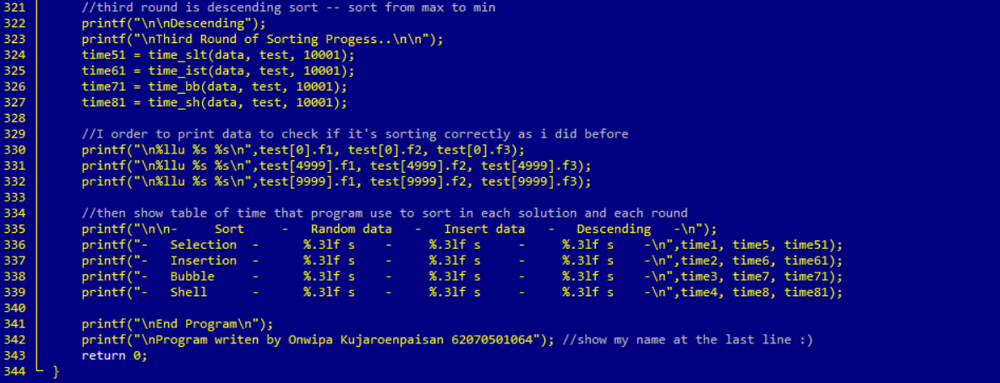 321 //third round is descending sort -- sort from max to min
322 printf("\n\nDescending");
323 printf("\nThird Round of Sorting Progess..\n\n");
324 time51 = time_slt(data, test, 10001);
325 time61 = time_ist(data, test, 10001);
326 time71 = time_bb(data, test, 10001);
327 time81 = time_sh(data, test, 10001);
328
329 //I order to print data to check if it's sorting correctly as i did before
330 printf("\n%llu %s %s\n",test[0].f1, test[0].f2, test[0].f3);
331 printf("\n%llu %s %s\n",test[4999].f1, test[4999].f2, test[4999].f3);
332 printf("\n%llu %s %s\n",test[9999].f1, test[9999].f2, test[9999].f3);
333
334 //then show table of time that program use to sort in each solution and each round
335 printf("\n\n-     Sort     -   Random data   -   Insert data   -   Descending   -\n");
336 printf("-   Selection  -      %.3lf s    -     %.3lf s     -     %.3lf s    -\n",time1, time5, time51);
337 printf("-   Insertion  -      %.3lf s    -     %.3lf s     -     %.3lf s    -\n",time2, time6, time61);
338 printf("-   Bubble     -      %.3lf s    -     %.3lf s     -     %.3lf s    -\n",time3, time7, time71);
339 printf("-   Shell      -      %.3lf s    -     %.3lf s     -     %.3lf s    -\n",time4, time8, time81);
340
341 printf("\nEnd Program\n");
342 printf("\nProgram writen by Onwipa Kujaroenpaisan 62070501064"); //show my name at the last line :)
343 return 0;
344 }